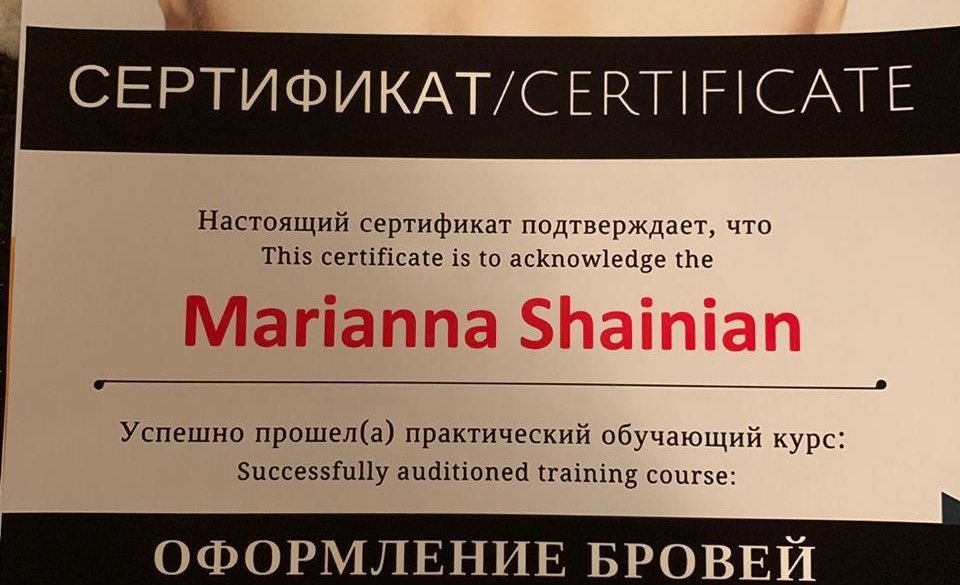 СЕРТИФИКАТ/CERTIFICATE
Настоящий сертификат подтверждает, что
This certificate is to acknowledge the
Marianna Shainian
Успешно прошел(а) практический обучающий курс:
Successfully auditioned training course:
ОФОРМЛЕНИЕ БРОВЕЙ